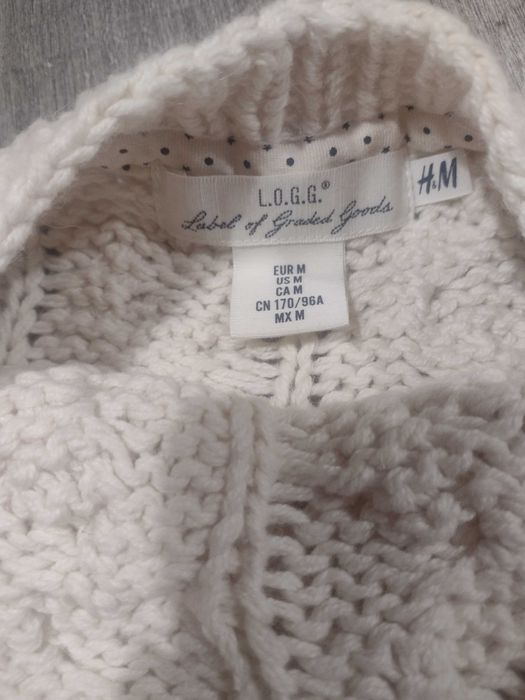 L.O.G.G.®
Label of Graded Goods
H&M
EUR M
US M
CA M
CN 170/96A
MX M